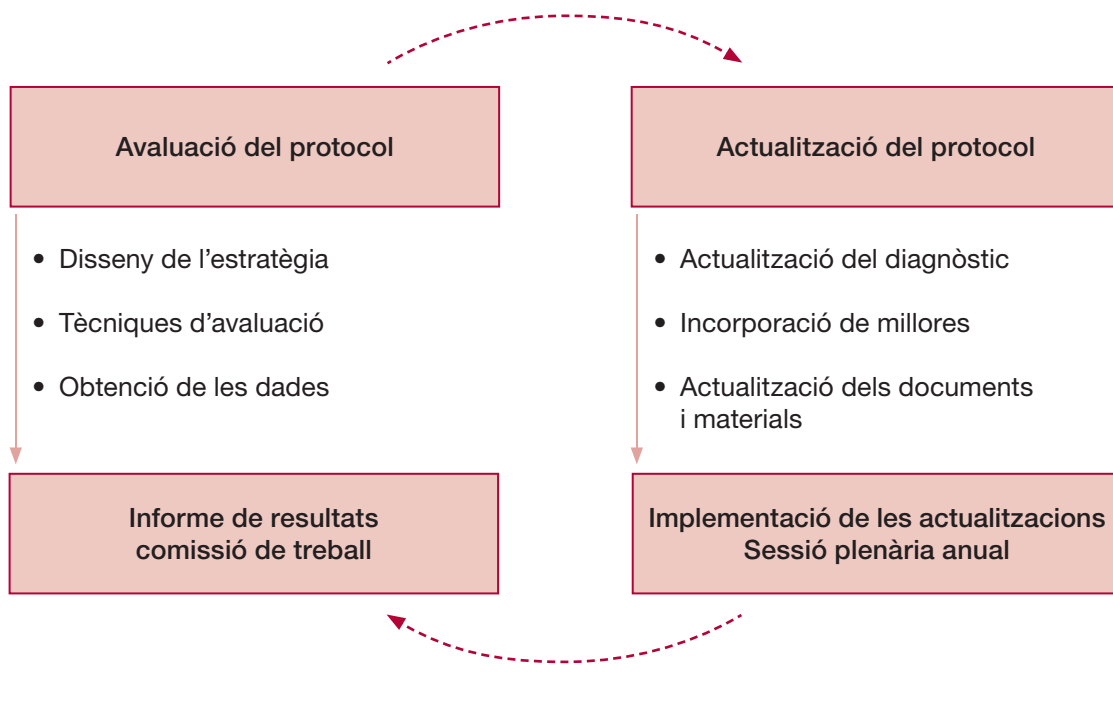 Avaluació del protocol
• Disseny de l’estratègia
• Tècniques d’avaluació
• Obtenció de les dades
Informe de resultats
comissió de treball
Actualització del protocol
• Actualització del diagnòstic
• Incorporació de millores
• Actualització dels documents
i materials
Implementació de les actualitzacions
Sessió plenària anual